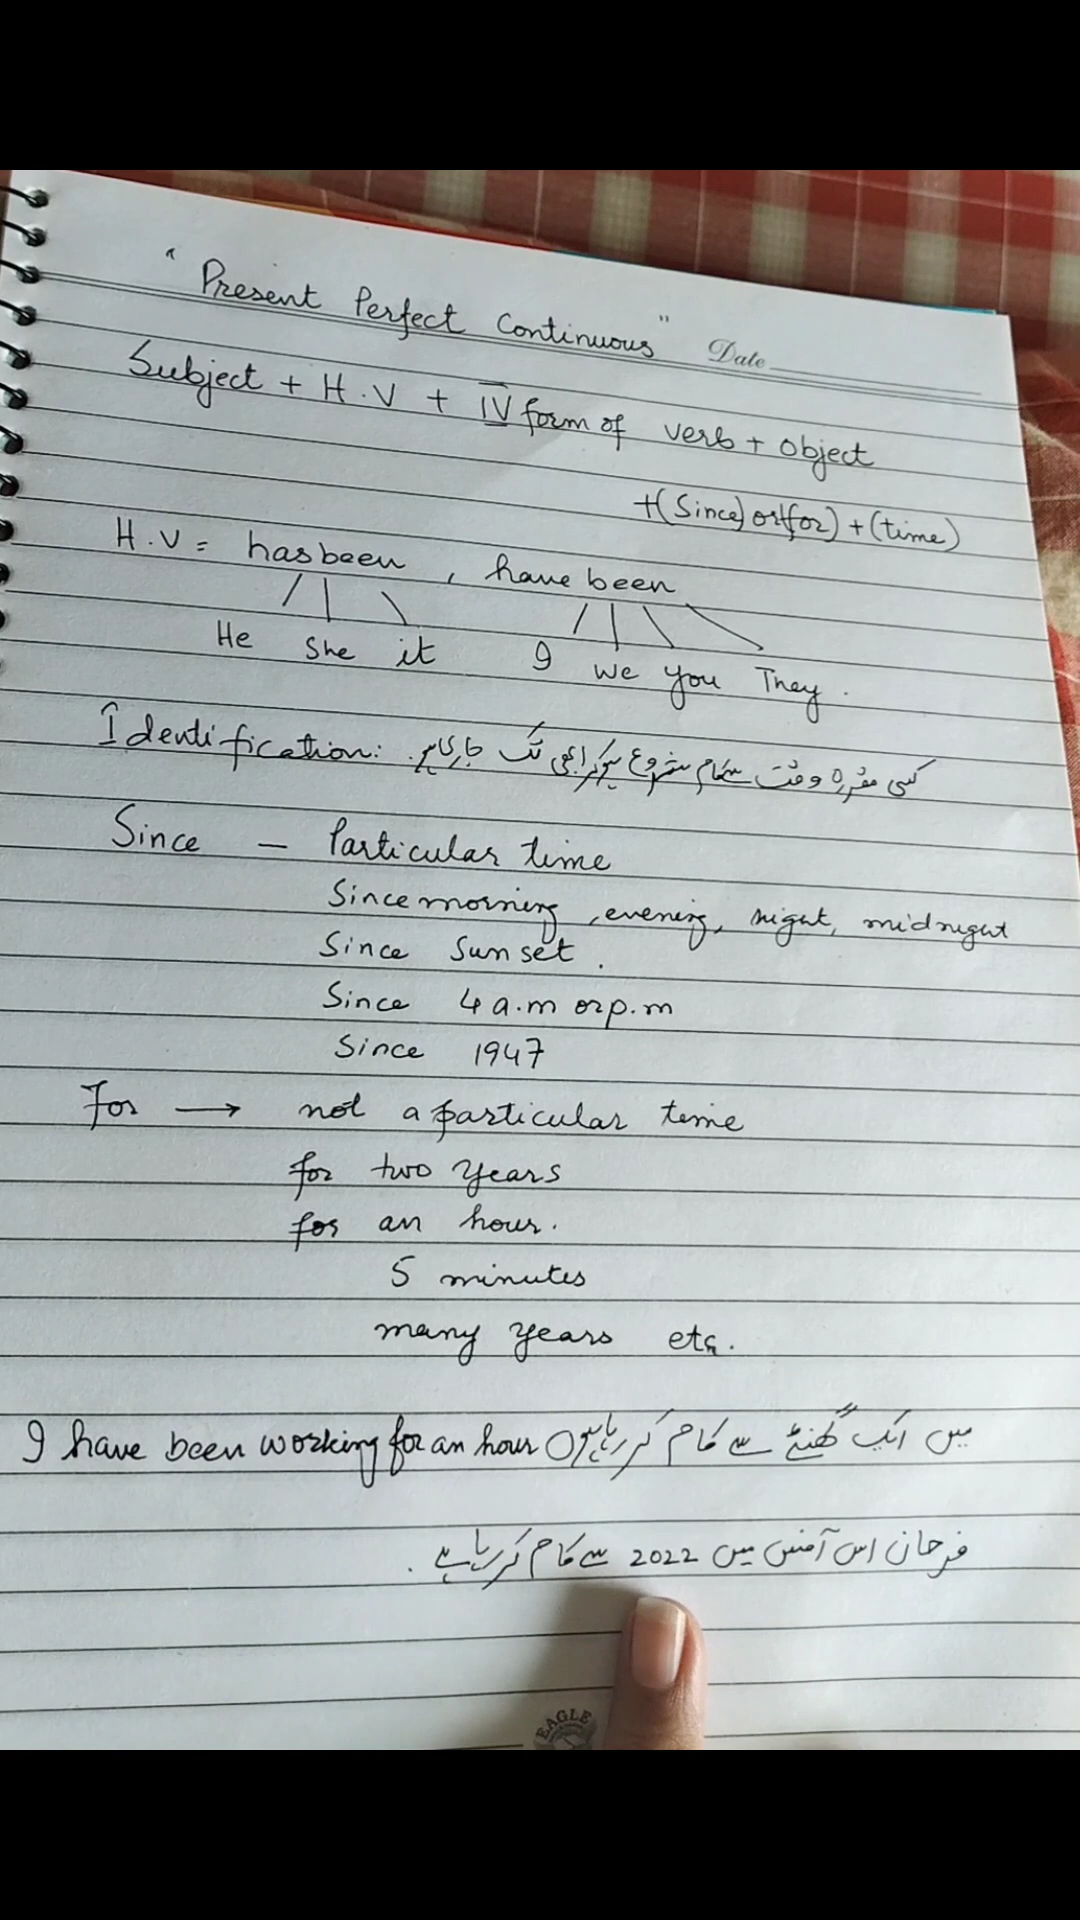 "Present Perfect Continuous"
Date
Subject + H.V + IV form of verb + object
+(Since) or(for) + (time)
H.V = has been , have been
He she it I we you They.
Identification: کسی مقررہ وقت سے کام شروع ہو کر ابھی تک جاری ہے.
Since — Particular time
Since morning, evening, night, midnight
Since Sunset.
Since 4 a.m or p.m
Since 1947
For → not a particular time
for two years
for an hour.
5 minutes
many years etc.
I have been working for an hour میں ایک گھنٹے سے کام کر رہا ہوں
فرحان اس آفس میں 2022 سے کام کر رہا ہے.
EAGLE